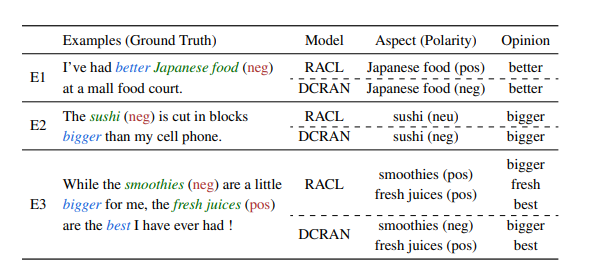 Examples (Ground Truth) Model Aspect (Polarity) Opinion
E1 I've had better Japanese food (neg) at a mall food court. RACL Japanese food (pos) better
DCRAN Japanese food (neg) better
E2 The sushi (neg) is cut in blocks bigger than my cell phone. RACL sushi (neu) bigger
DCRAN sushi (neg) bigger
E3 While the smoothies (neg) are a little bigger for me, the fresh juices (pos) are the best I have ever had !
RACL smoothies (pos) fresh juices (pos) bigger fresh best
DCRAN smoothies (neg) fresh juices (pos) bigger best